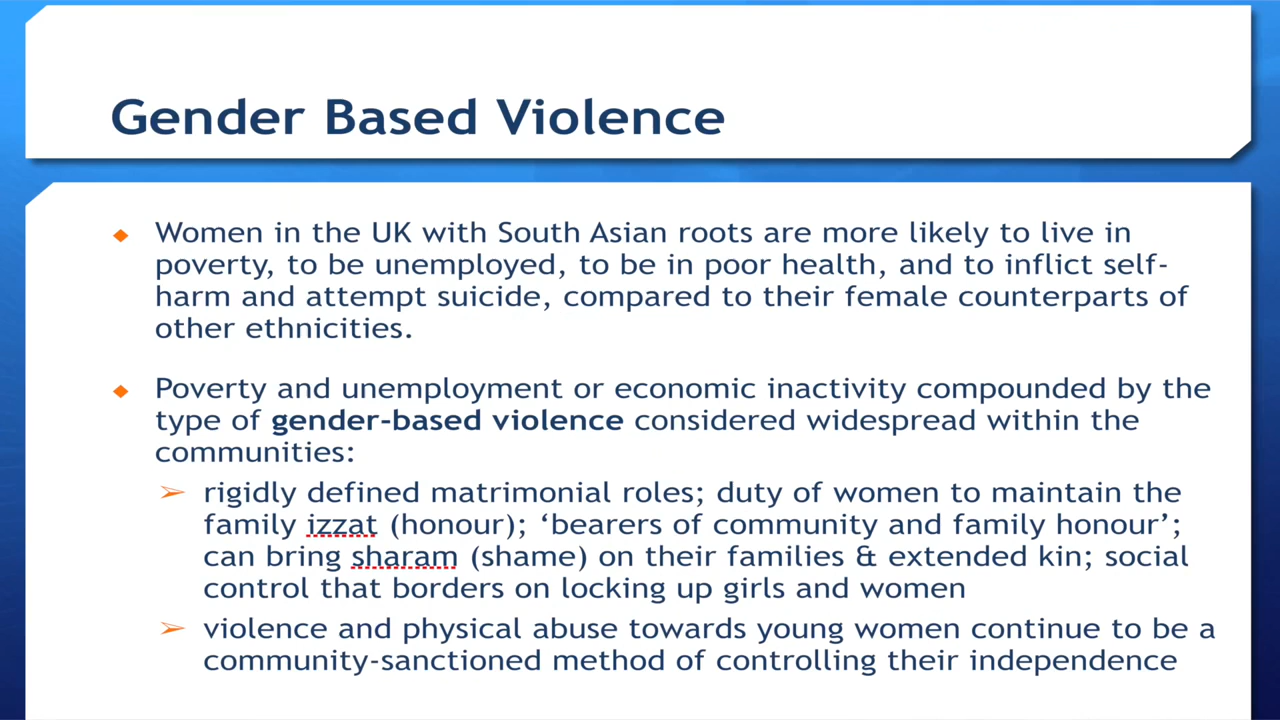 Gender Based Violence
Women in the UK with South Asian roots are more likely to live in
poverty, to be unemployed, to be in poor health, and to inflict self-
harm and attempt suicide, compared to their female counterparts of
other ethnicities.
Poverty and unemployment or economic inactivity compounded by the
type of gender-based violence considered widespread within the
communities:
rigidly defined matrimonial roles; duty of women to maintain the
family izzat (honour); ‘bearers of community and family honour’;
can bring sharam (shame) on their families & extended kin; social
control that borders on locking up girls and women
violence and physical abuse towards young women continue to be a
community-sanctioned method of controlling their independence